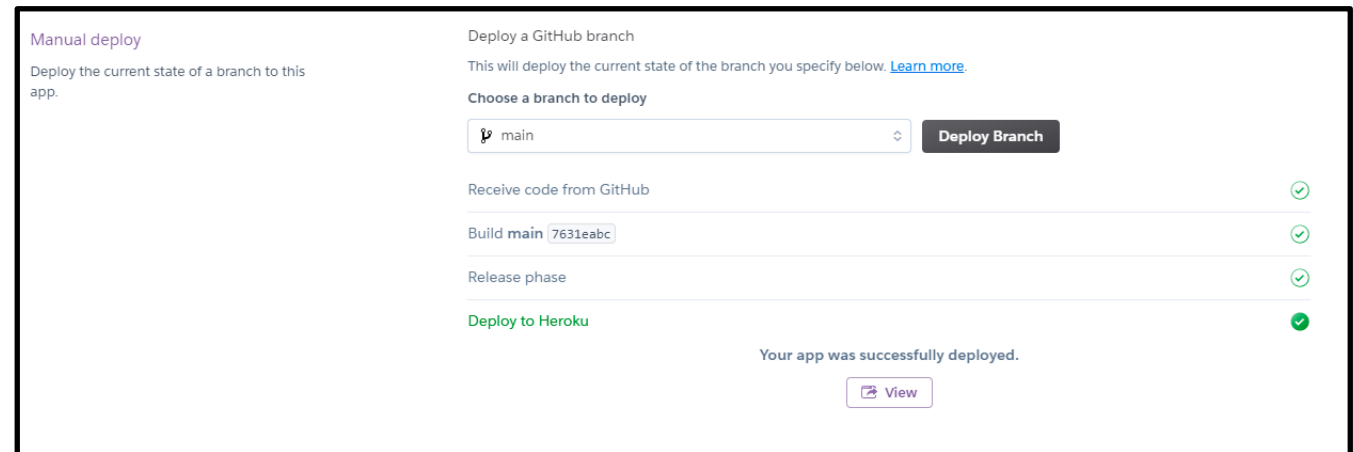 Manual deploy
Deploy the current state of a branch to this
app.
Deploy a GitHub branch
This will deploy the current state of the branch you specify below. Learn more.
Choose a branch to deploy
main
Deploy Branch
Receive code from GitHub
Build main 7631eabc
Release phase
Deploy to Heroku
Your app was successfully deployed.
View